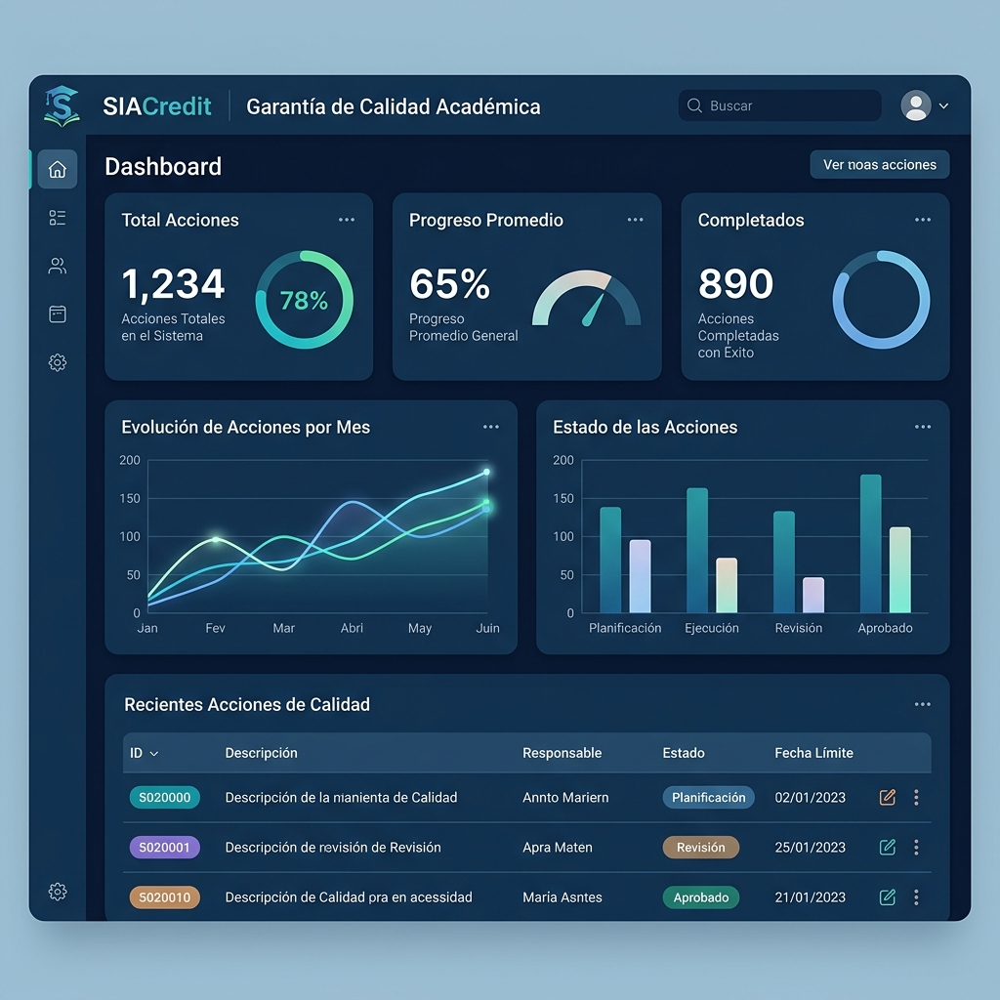 SIACredit
Garantía de Calidad Académica
Buscar
Dashboard
Ver ıoas acciones
Total Acciones
1,234
Acciones Totales
en el Sistema
78%
Progreso Promedio
65%
Progreso
Promedio General
Completados
890
Acciones
Completadas
con Éxito
Evolución de Acciones por Mes
200
150
100
50
0
Jan Fev Mar Abri May Juin
Estado de las Acciones
200
150
100
50
0
Planificación Ejecución Revisión Aprobado
Recientes Acciones de Calidad
ID Descripción Responsable Estado Fecha Límite
S020000 Descripción de la manienta de Calidad Annto Mariern Planificación 02/01/2023
S020001 Descripción de revisión de Revisión Apra Maten Revisión 25/01/2023
S020010 Descripción de Calidad pra en acessidad María Asntes Aprobado 21/01/2023